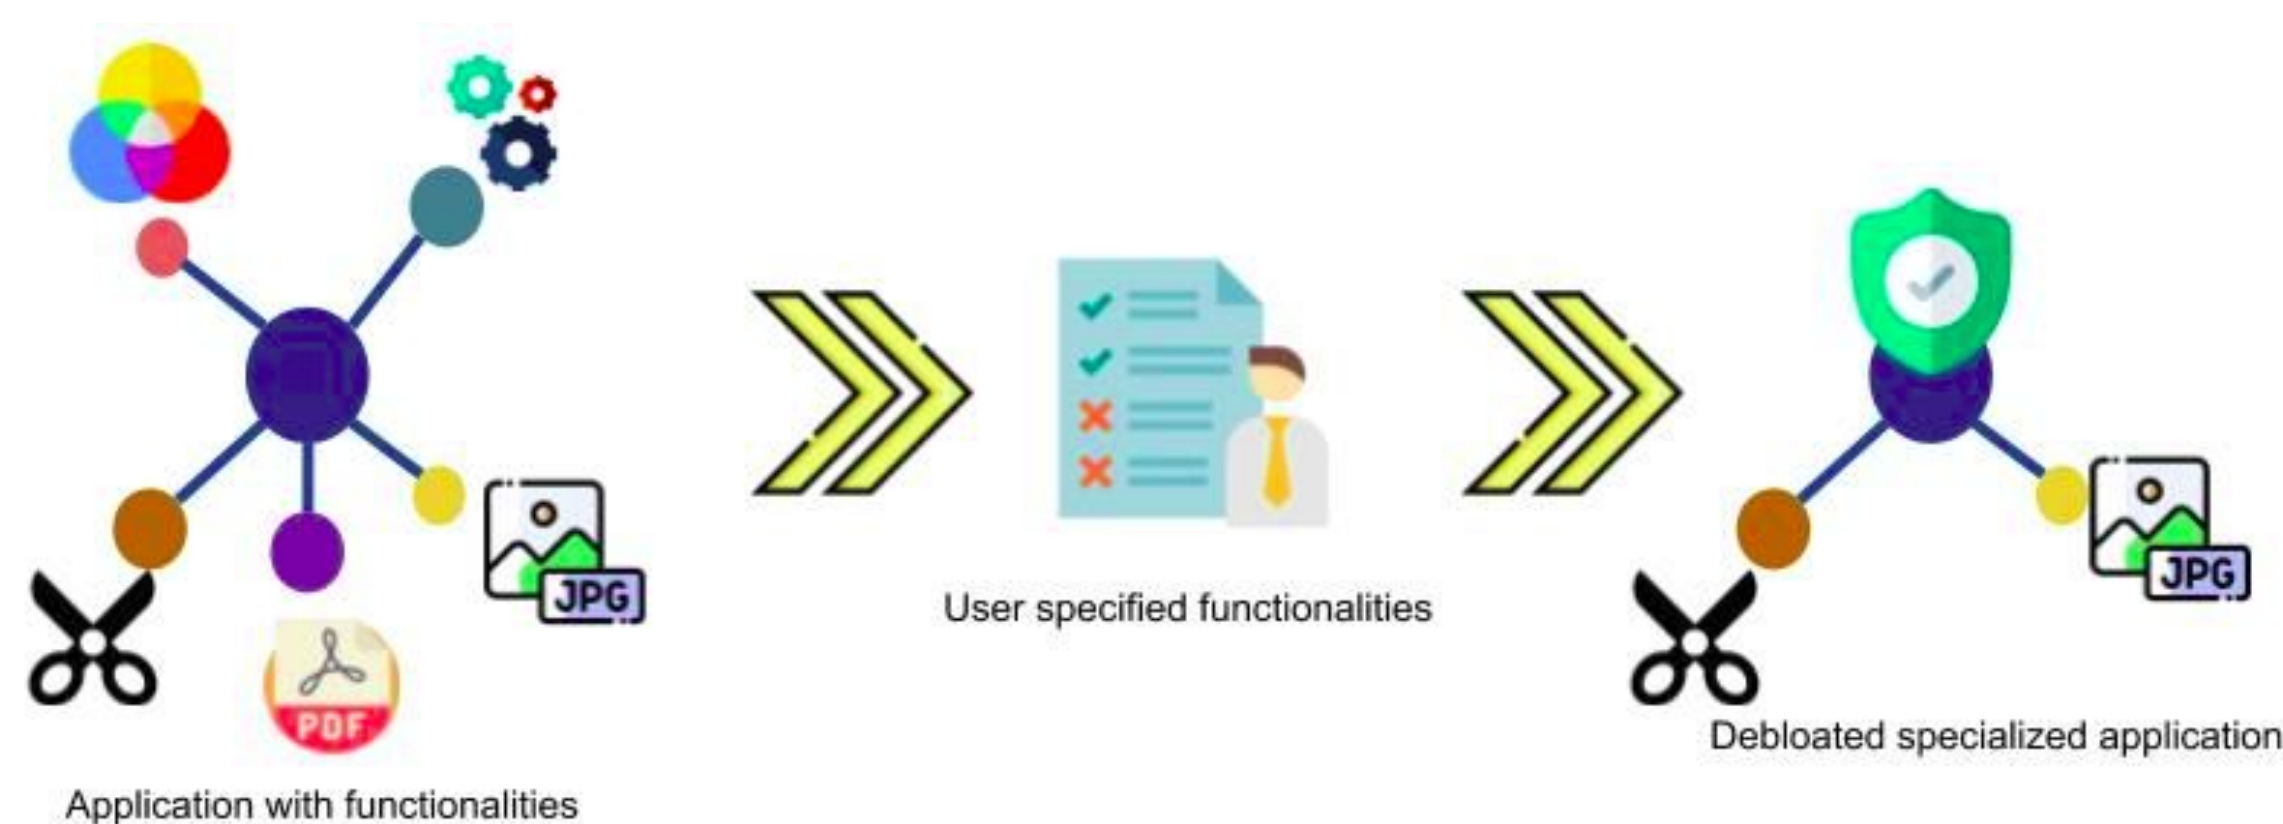 JPG
PDF
Application with functionalities
User specified functionalities
JPG
Debloated specialized application